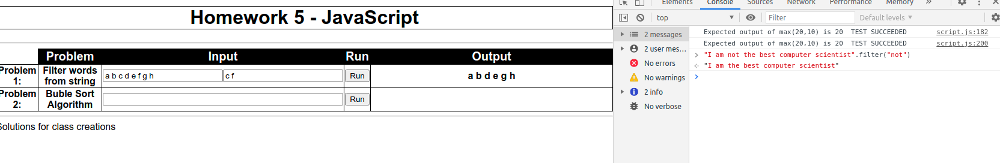 Homework 5 - JavaScript
Problem Input Run Output
Problem 1: Filter words from string a b c d e f g h c f Run a b d e g h
Problem 2: Buble Sort Algorithm Run
Solutions for class creations
Elements Console Sources Network Performance Memory »
top ▼ Filter Default levels ▼
2 messages
2 user mes...
No errors
No warnings
2 info
No verbose
Expected output of max(20,10) is 20 TEST SUCCEEDED script.js:182
Expected output of max(20,10) is 20 TEST SUCCEEDED script.js:200
> "I am not the best computer scientist".filter("not")
"I am the best computer scientist"
>